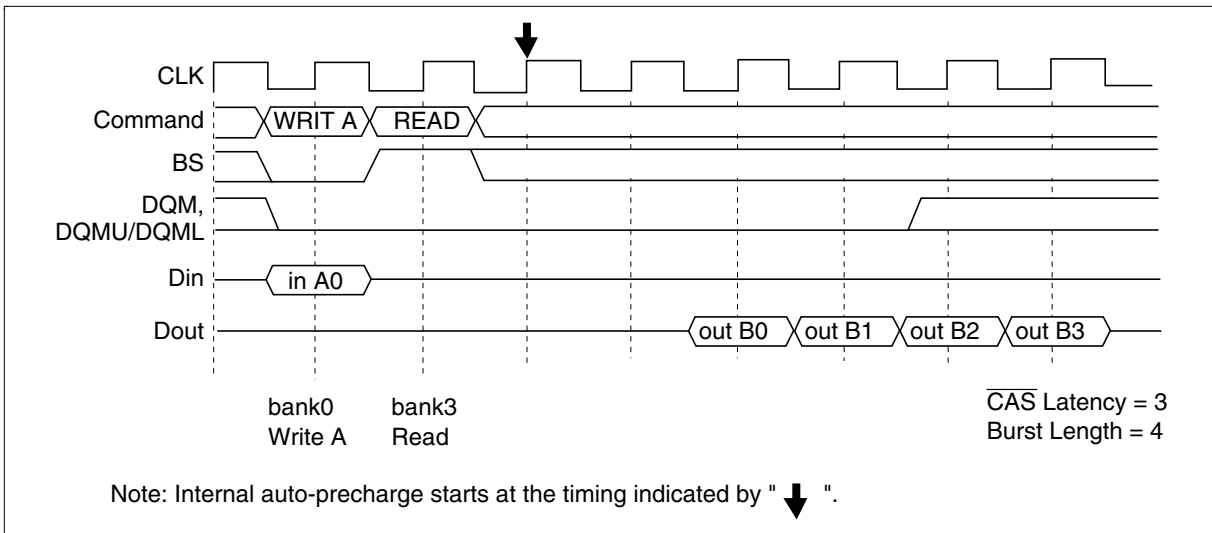 CLK
Command WRIT A READ
BS
DQM,
DQMU/DQML
Din in A0
Dout out B0 out B1 out B2 out B3
bank0 bank3 CAS Latency = 3
Write A Read Burst Length = 4
Note: Internal auto-precharge starts at the timing indicated by " ".